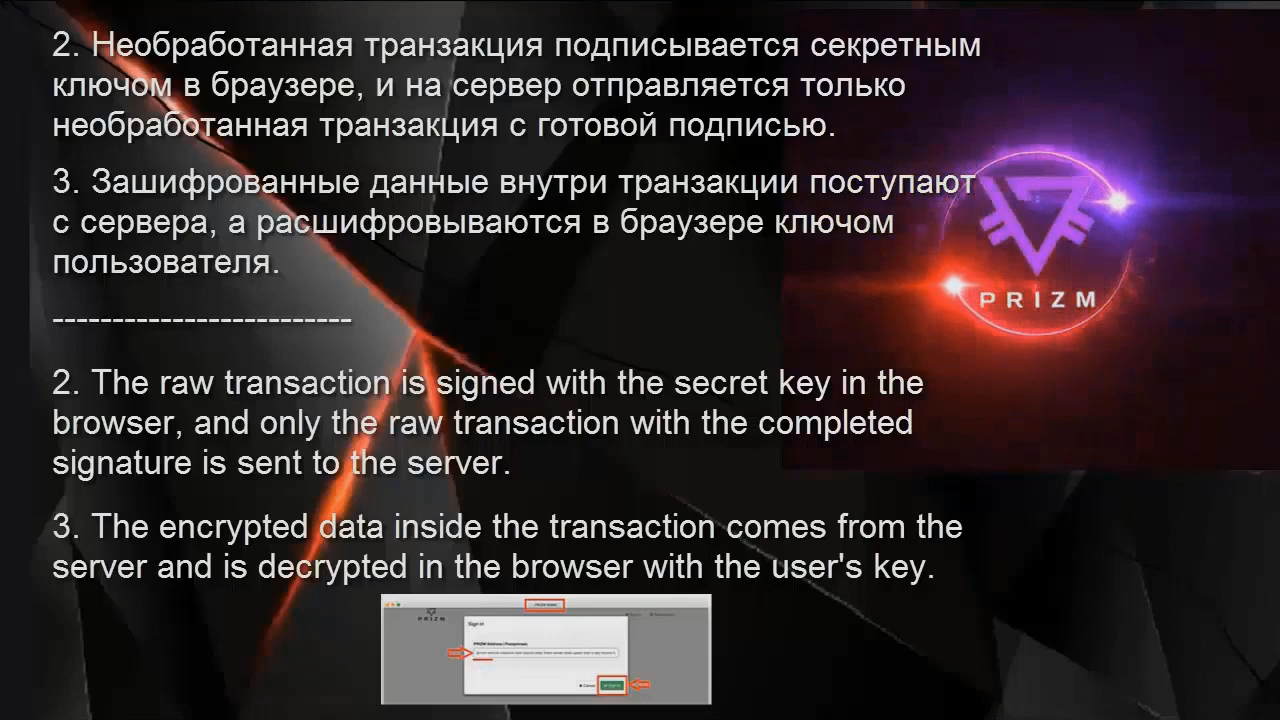 2. Необработанная транзакция подписывается секретным
ключом в браузере, и на сервер отправляется только
необработанная транзакция с готовой подписью.
3. Зашифрованные данные внутри транзакции поступают
с сервера, а расшифровываются в браузере ключом
пользователя.
-------------------------
PRIZM
2. The raw transaction is signed with the secret key in the
browser, and only the raw transaction with the completed
signature is sent to the server.
3. The encrypted data inside the transaction comes from the
server and is decrypted in the browser with the user's key.
PRIZM
Sign in